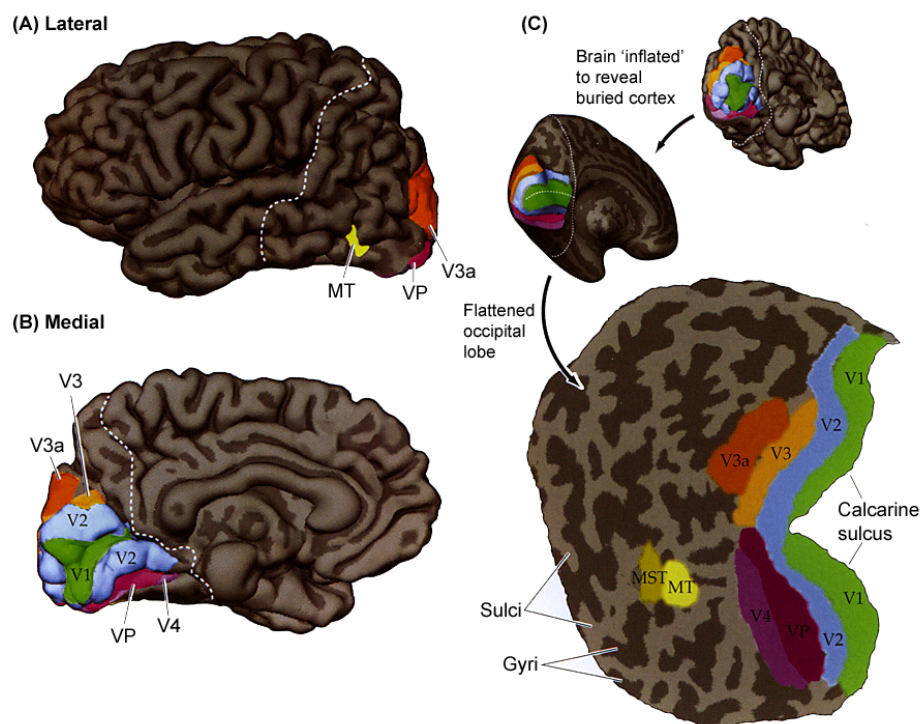 (A) Lateral
MT
VP
V3a
(B) Medial
V3
V3a
V2
V1
V2
VP
V4
(C)
Brain ‘inflated’
to reveal
buried cortex
Flattened
occipital
lobe
V1
V2
V3
V3a
Calcarine
sulcus
MST
MT
V4
VP
V2
V1
Sulci
Gyri